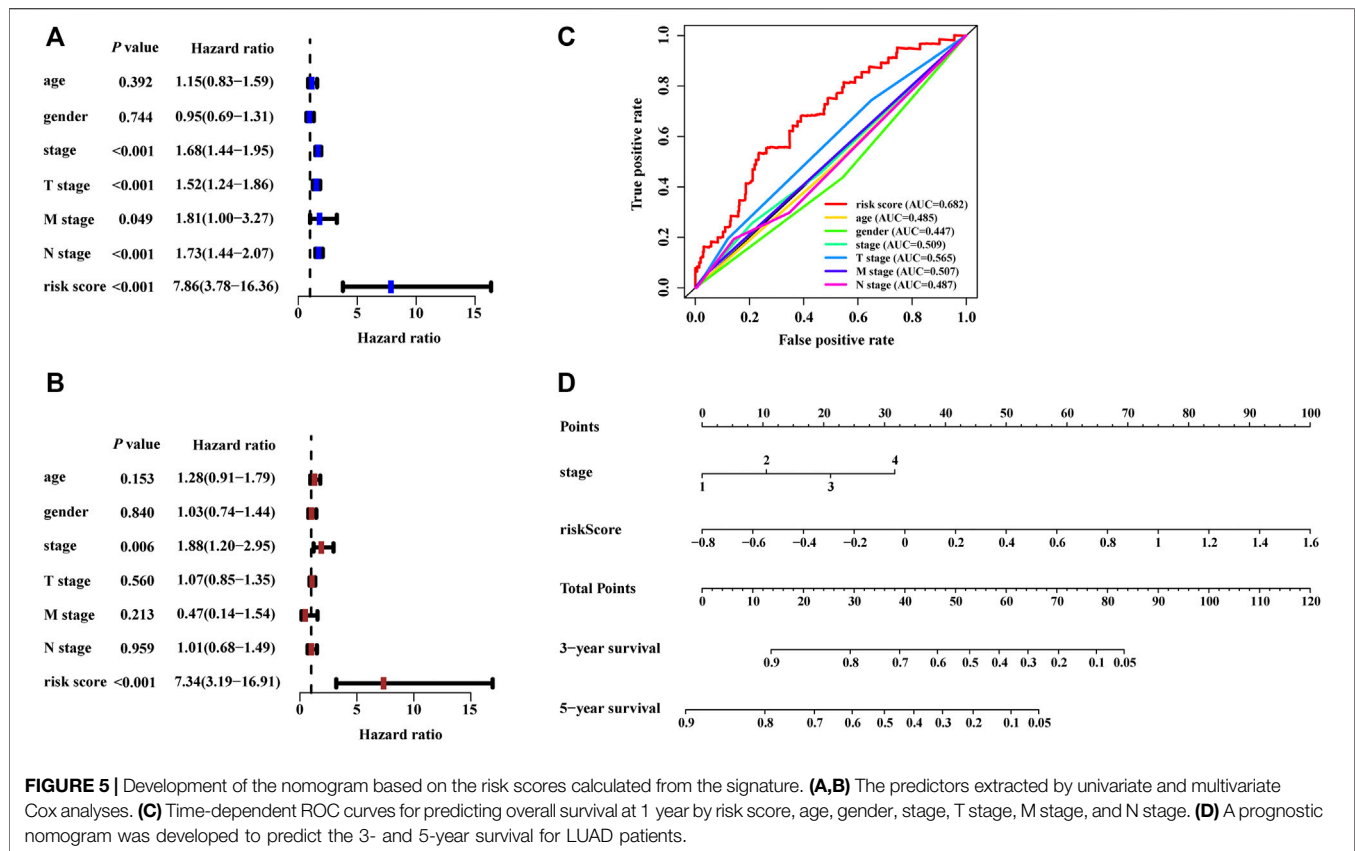 A
P value Hazard ratio
age 0.392 1.15(0.83−1.59)
gender 0.744 0.95(0.69−1.31)
stage <0.001 1.68(1.44−1.95)
T stage <0.001 1.52(1.24−1.86)
M stage 0.049 1.81(1.00−3.27)
N stage <0.001 1.73(1.44−2.07)
risk score <0.001 7.86(3.78−16.36)
0 5 10 15
Hazard ratio
C
True positive rate
1.0
0.8
0.6
0.4
0.2
0.0
risk score (AUC=0.682)
age (AUC=0.485)
gender (AUC=0.447)
stage (AUC=0.509)
T stage (AUC=0.565)
M stage (AUC=0.507)
N stage (AUC=0.487)
0.0 0.2 0.4 0.6 0.8 1.0
False positive rate
B
P value Hazard ratio
age 0.153 1.28(0.91−1.79)
gender 0.840 1.03(0.74−1.44)
stage 0.006 1.88(1.20−2.95)
T stage 0.560 1.07(0.85−1.35)
M stage 0.213 0.47(0.14−1.54)
N stage 0.959 1.01(0.68−1.49)
risk score <0.001 7.34(3.19−16.91)
0 5 10 15
Hazard ratio
D
0 10 20 30 40 50 60 70 80 90 100
Points
2 4
stage
1 3
riskScore
−0.8 −0.6 −0.4 −0.2 0 0.2 0.4 0.6 0.8 1 1.2 1.4 1.6
Total Points
0 10 20 30 40 50 60 70 80 90 100 110 120
3−year survival
0.9 0.8 0.7 0.6 0.5 0.4 0.3 0.2 0.1 0.05
5−year survival
0.9 0.8 0.7 0.6 0.5 0.4 0.3 0.2 0.1 0.05
FIGURE 5 | Development of the nomogram based on the risk scores calculated from the signature. (A,B) The predictors extracted by univariate and multivariate
Cox analyses. (C) Time-dependent ROC curves for predicting overall survival at 1 year by risk score, age, gender, stage, T stage, M stage, and N stage. (D) A prognostic
nomogram was developed to predict the 3- and 5-year survival for LUAD patients.